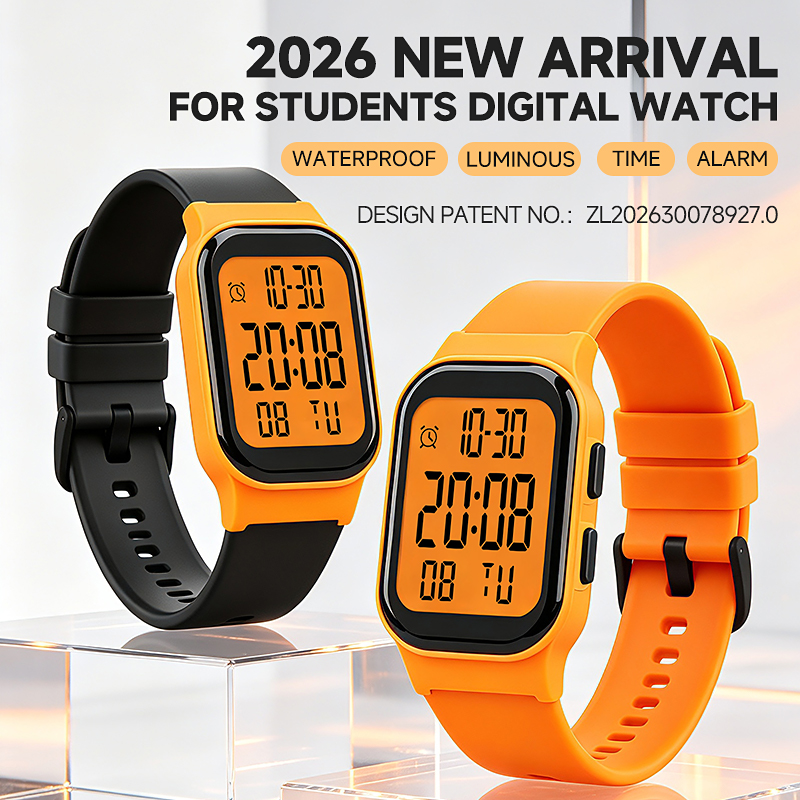 2026 NEW ARRIVAL
FOR STUDENTS DIGITAL WATCH
WATERPROOF LUMINOUS TIME ALARM
DESIGN PATENT NO.: ZL202630078927.0
10-30
20:08
08 TU
10-30
20:08
08 TU